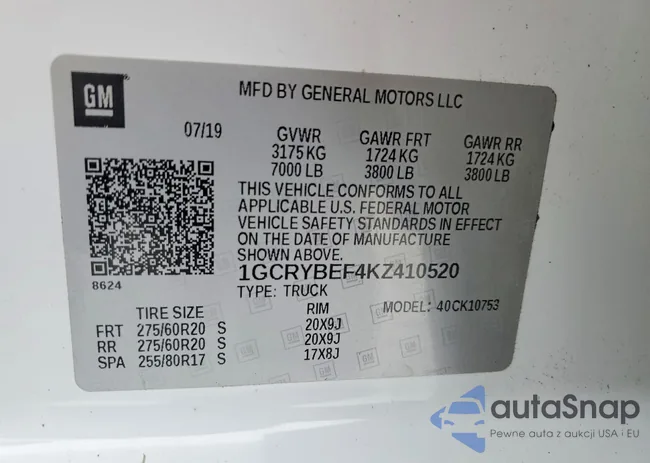 GM
MFD BY GENERAL MOTORS LLC
07/19
GVWR GAWR FRT GAWR RR
3175 KG 1724 KG 1724 KG
7000 LB 3800 LB 3800 LB
THIS VEHICLE CONFORMS TO ALL
APPLICABLE U.S. FEDERAL MOTOR
VEHICLE SAFETY STANDARDS IN EFFECT
ON THE DATE OF MANUFACTURE
SHOWN ABOVE.
1GCRYBEF4KZ410520
8624
TYPE: TRUCK
MODEL: 40CK10753
TIRE SIZE RIM
FRT 275/60R20 S 20X9J
RR 275/60R20 S 20X9J
SPA 255/80R17 S 17X8J
autaSnap
Pewne auta z aukcji USA i EU